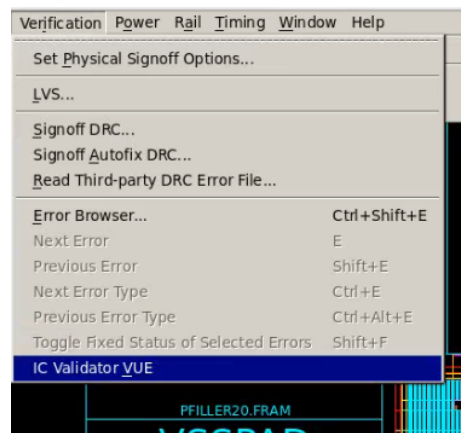 Verification Power Rail Timing Window Help
Set Physical Signoff Options...
LVS...
Signoff DRC...
Signoff Autofix DRC...
Read Third-party DRC Error File...
Error Browser... Ctrl+Shift+E
Next Error E
Previous Error Shift+E
Next Error Type Ctrl+E
Previous Error Type Ctrl+Alt+E
Toggle Fixed Status of Selected Errors Shift+F
IC Validator VUE
PFILLER20.FRAM